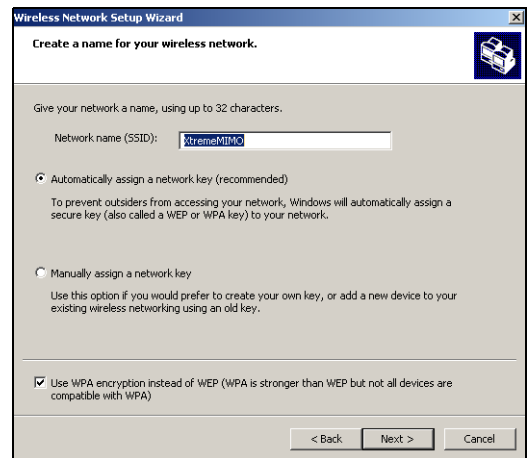 Wireless Network Setup Wizard
Create a name for your wireless network.
Give your network a name, using up to 32 characters.
Network name (SSID): XtremeMIMO
Automatically assign a network key (recommended)
To prevent outsiders from accessing your network, Windows will automatically assign a
secure key (also called a WEP or WPA key) to your network.
Manually assign a network key
Use this option if you would prefer to create your own key, or add a new device to your
existing wireless networking using an old key.
Use WPA encryption instead of WEP (WPA is stronger than WEP but not all devices are
compatible with WPA)
< Back Next > Cancel